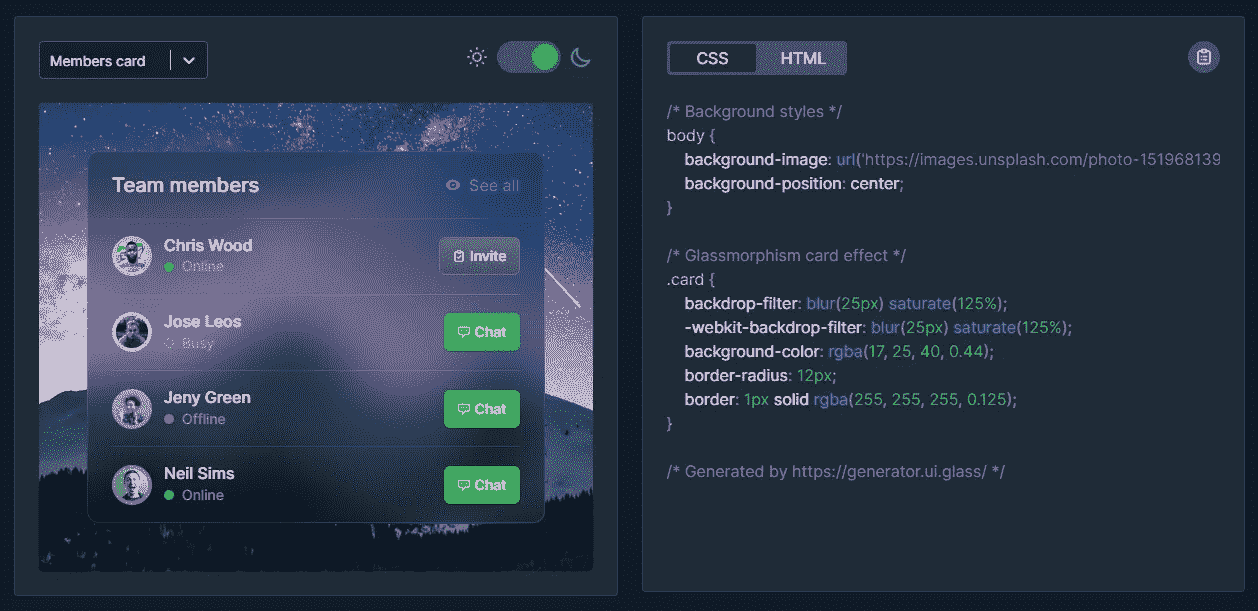 Members card
Team members
See all
Chris Wood
Online
Invite
Jose Leos
Busy
Chat
Jeny Green
Offline
Chat
Neil Sims
Online
Chat
CSS HTML
/* Background styles */
body {
background-image: url('https://images.unsplash.com/photo-151968139
background-position: center;
}
/* Glassmorphism card effect */
.card {
backdrop-filter: blur(25px) saturate(125%);
-webkit-backdrop-filter: blur(25px) saturate(125%);
background-color: rgba(17, 25, 40, 0.44);
border-radius: 12px;
border: 1px solid rgba(255, 255, 255, 0.125);
}
/* Generated by https://generator.ui.glass/ */